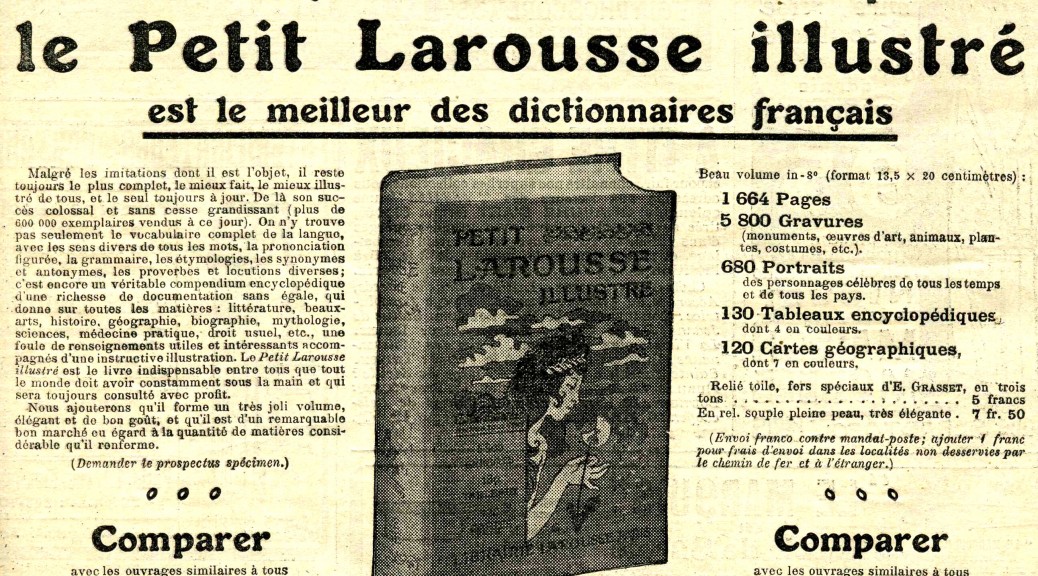 le Petit Larousse illustré
est le meilleur des dictionnaires français
Malgré les imitations dont il est l'objet, il reste
toujours le plus complet, le mieux fait, le mieux illus-
tré de tous, et le seul toujours à jour. De là son suc-
cès colossal et sans cesse grandissant (plus de
600 000 exemplaires vendus à ce jour). On n'y trouve
pas seulement le vocabulaire complet de la langue,
avec les sens divers de tous les mots, la prononciation
figurée, la grammaire, les étymologies, les synonymes
et antonymes, les proverbes et locutions diverses;
c'est encore un véritable compendium encyclopédique
d'une richesse de documentation sans égale, qui
donne sur toutes les matières : littérature, beaux-
arts, histoire, géographie, biographie, mythologie,
sciences, médecine pratique, droit usuel, etc., une
foule de renseignements utiles et intéressants accom-
pagnés d'une instructive illustration. Le Petit Larousse
illustré est le livre indispensable entre tous que tout
le monde doit avoir constamment sous la main et qui
sera toujours consulté avec profit.
Nous ajouterons qu'il forme un très joli volume,
élégant et de bon goût, et qu'il est d'un remarquable
bon marché eu égard à la quantité de matières consi-
dérable qu'il renferme.
(Demander le prospectus spécimen.)
Comparer
avec les ouvrages similaires à tous
PETIT
LAROUSSE
ILLUSTRÉ
LIBRAIRIE LAROUSSE
Beau volume in-8° (format 13,5 × 20 centimètres) :
1 664 Pages
5 800 Gravures
(monuments, œuvres d'art, animaux, plan-
tes, costumes, etc.).
680 Portraits
des personnages célèbres de tous les temps
et de tous les pays.
130 Tableaux encyclopédiques,
dont 4 en couleurs.
120 Cartes géographiques,
dont 7 en couleurs.
Relié toile, fers spéciaux d'E. GRASSET, en trois
tons . . . . . . . . . . . . . . . . . . . . 5 francs
En rel. souple pleine peau, très élégante . 7 fr. 50
(Envoi franco contre mandat-poste; ajouter 1 franc
pour frais d'envoi dans les localités non desservies par
le chemin de fer et à l'étranger.)
Comparer
avec les ouvrages similaires à tous